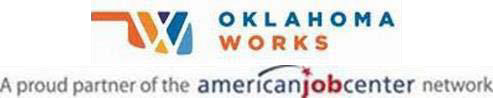 OKLAHOMA
WORKS
A proud partner of the americanjobcenter network